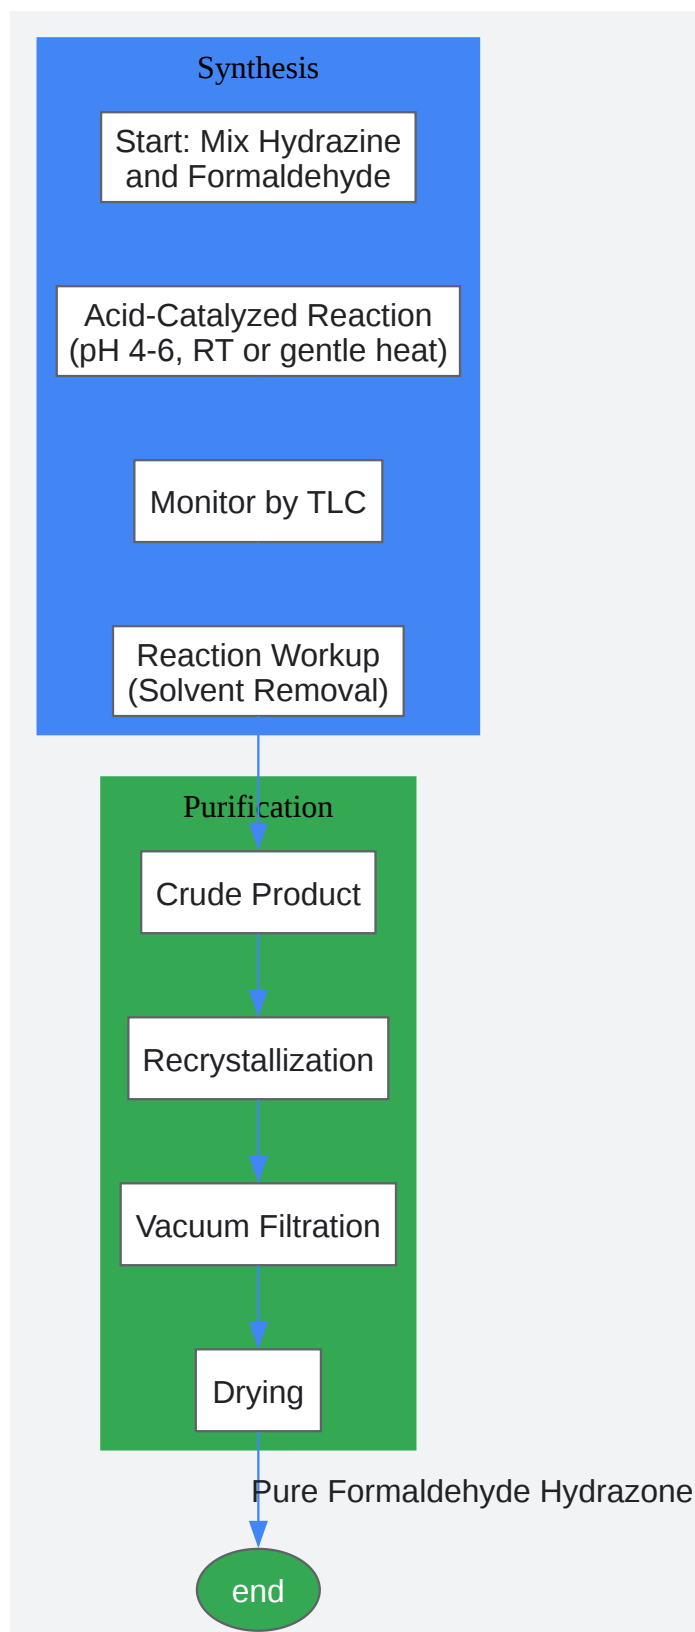 Synthesis
Start: Mix Hydrazine
and Formaldehyde
Acid-Catalyzed Reaction
(pH 4-6, RT or gentle heat)
Monitor by TLC
Reaction Workup
(Solvent Removal)
Purification
Crude Product
Recrystallization
Vacuum Filtration
Drying
Pure Formaldehyde Hydrazone
end